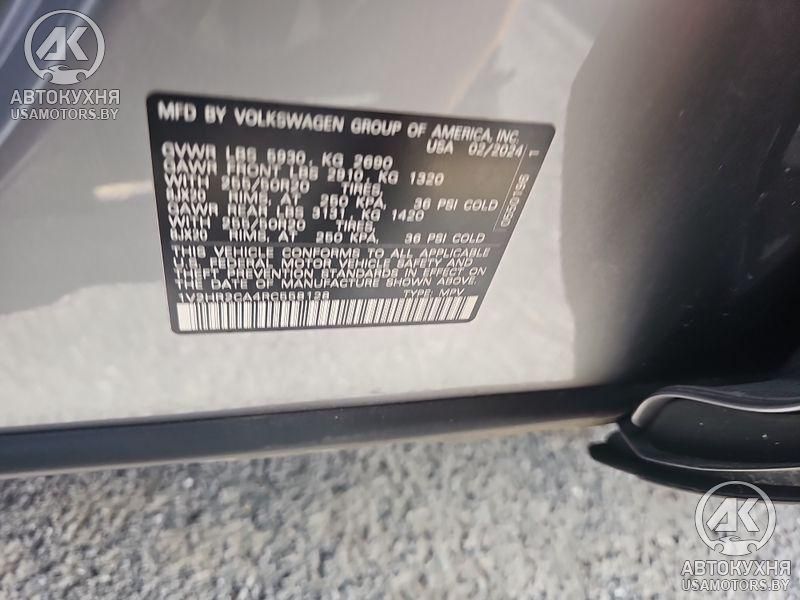 АК
АВТОКУХНЯ
USAMOTORS.BY
MFD BY VOLKSWAGEN GROUP OF AMERICA, INC.
USA 02/2024 T
GVWR LBS 5930, KG 2690
GAWR FRONT LBS 2910, KG 1320
WITH 255/50R20 TIRES,
8JX20 RIMS, AT 250 KPA, 36 PSI COLD
GAWR REAR LBS 3131, KG 1420
WITH 255/50R20 TIRES,
8JX20 RIMS, AT 250 KPA, 36 PSI COLD
THIS VEHICLE CONFORMS TO ALL APPLICABLE
U.S. FEDERAL MOTOR VEHICLE SAFETY AND
THEFT PREVENTION STANDARDS IN EFFECT ON
THE DATE OF MANUFACTURE SHOWN ABOVE.
TYPE: MPV
АК
АВТОКУХНЯ
USAMOTORS.BY